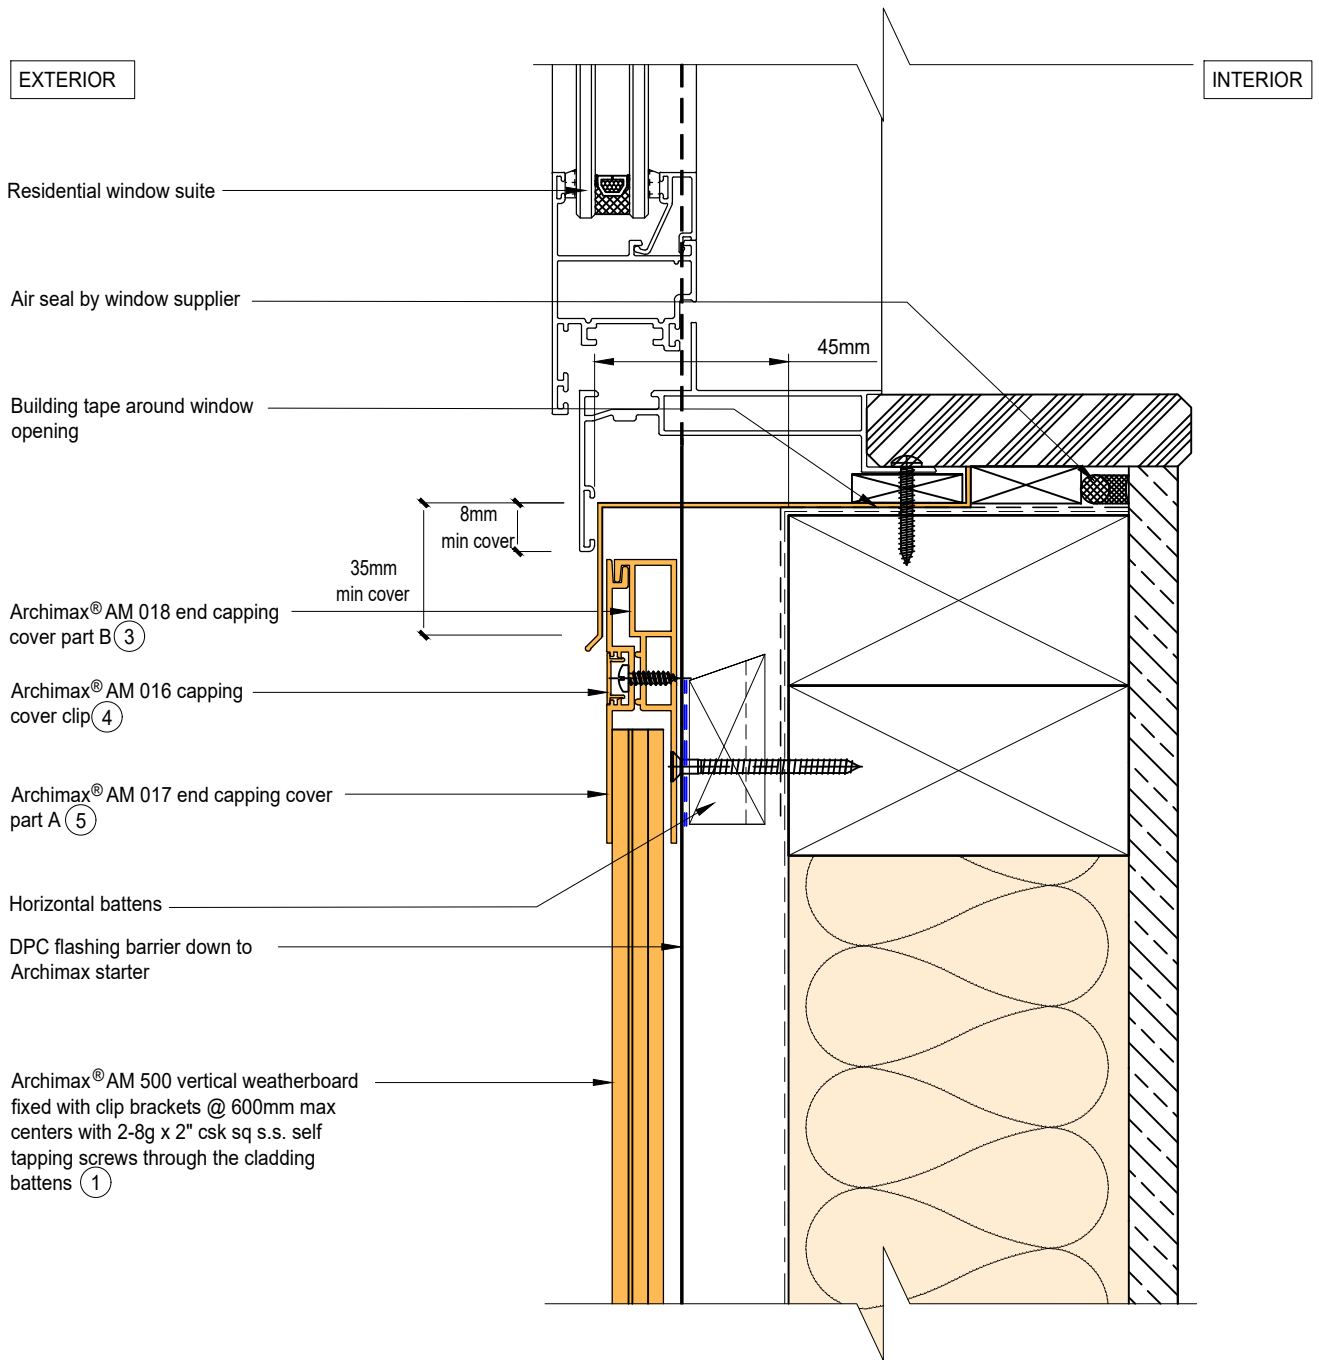 EXTERIOR
INTERIOR
Residential window suite
Air seal by window supplier
45mm
Building tape around window
opening
8mm
min cover
35mm
min cover
Archimax® AM 018 end capping
cover part B 3
Archimax® AM 016 capping
cover clip 4
Archimax® AM 017 end capping cover
part A 5
Horizontal battens
DPC flashing barrier down to
Archimax starter
Archimax® AM 500 vertical weatherboard
fixed with clip brackets @ 600mm max
centers with 2-8g x 2" csk sq s.s. self
tapping screws through the cladding
battens 1